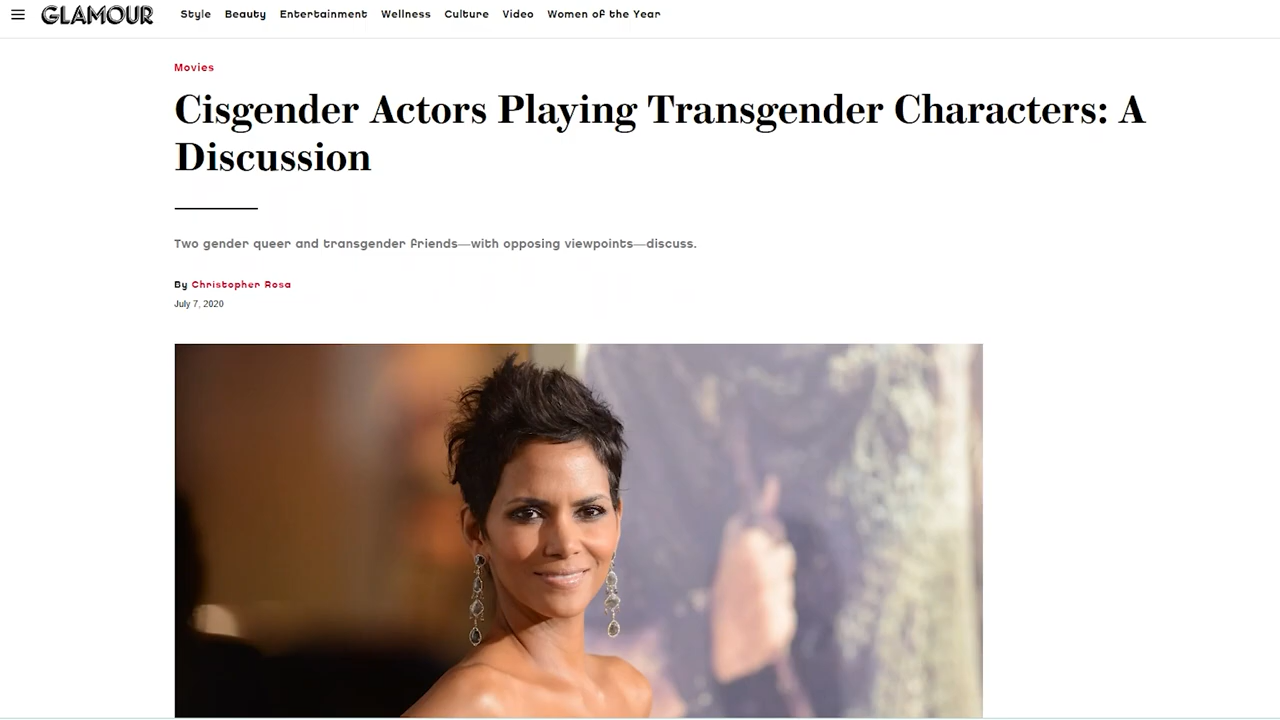 GLAMOUR Style Beauty Entertainment Wellness Culture Video Women of the Year
Movies
Cisgender Actors Playing Transgender Characters: A
Discussion
Two gender queer and transgender friends—with opposing viewpoints—discuss.
By Christopher Rosa
July 7, 2020